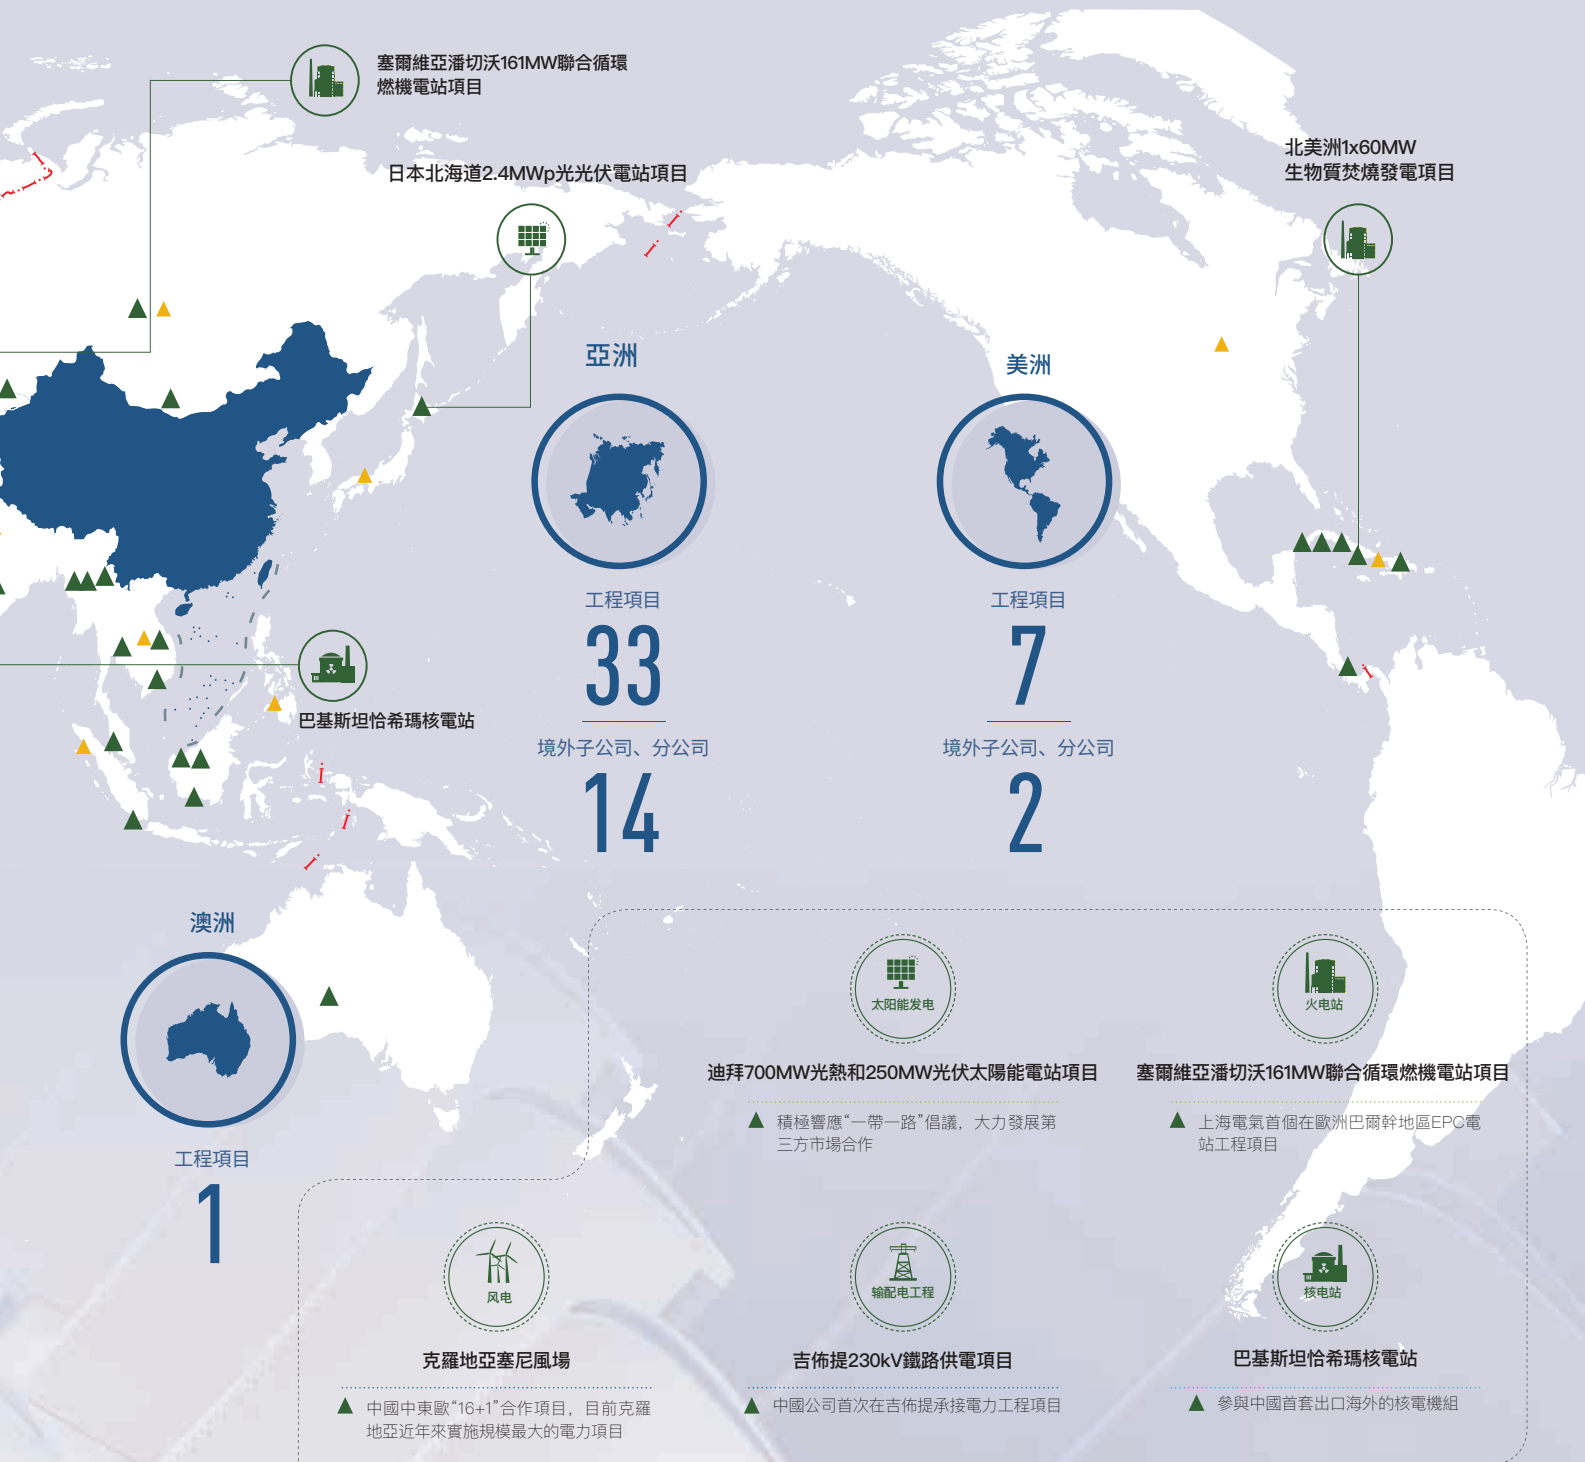 塞爾維亞潘切沃161MW聯合循環
燃機電站項目
日本北海道2.4MWp光光伏電站項目
北美洲1x60MW
生物質焚燒發電項目
亞洲
工程項目
33
境外子公司、分公司
14
美洲
工程項目
7
境外子公司、分公司
2
巴基斯坦恰希瑪核電站
澳洲
工程項目
1
太阳能发电
迪拜700MW光熱和250MW光伏太陽能電站項目
積極響應“一帶一路”倡議，大力發展第
三方市場合作
火电站
塞爾維亞潘切沃161MW聯合循環燃機電站項目
上海電氣首個在歐洲巴爾幹地區EPC電
站工程項目
风电
克羅地亞塞尼風場
中國中東歐“16+1”合作項目，目前克羅
地亞近年來實施規模最大的電力項目
输配电工程
吉佈提230kV鐵路供電項目
中國公司首次在吉佈提承接電力工程項目
核电站
巴基斯坦恰希瑪核電站
參與中國首套出口海外的核電機組